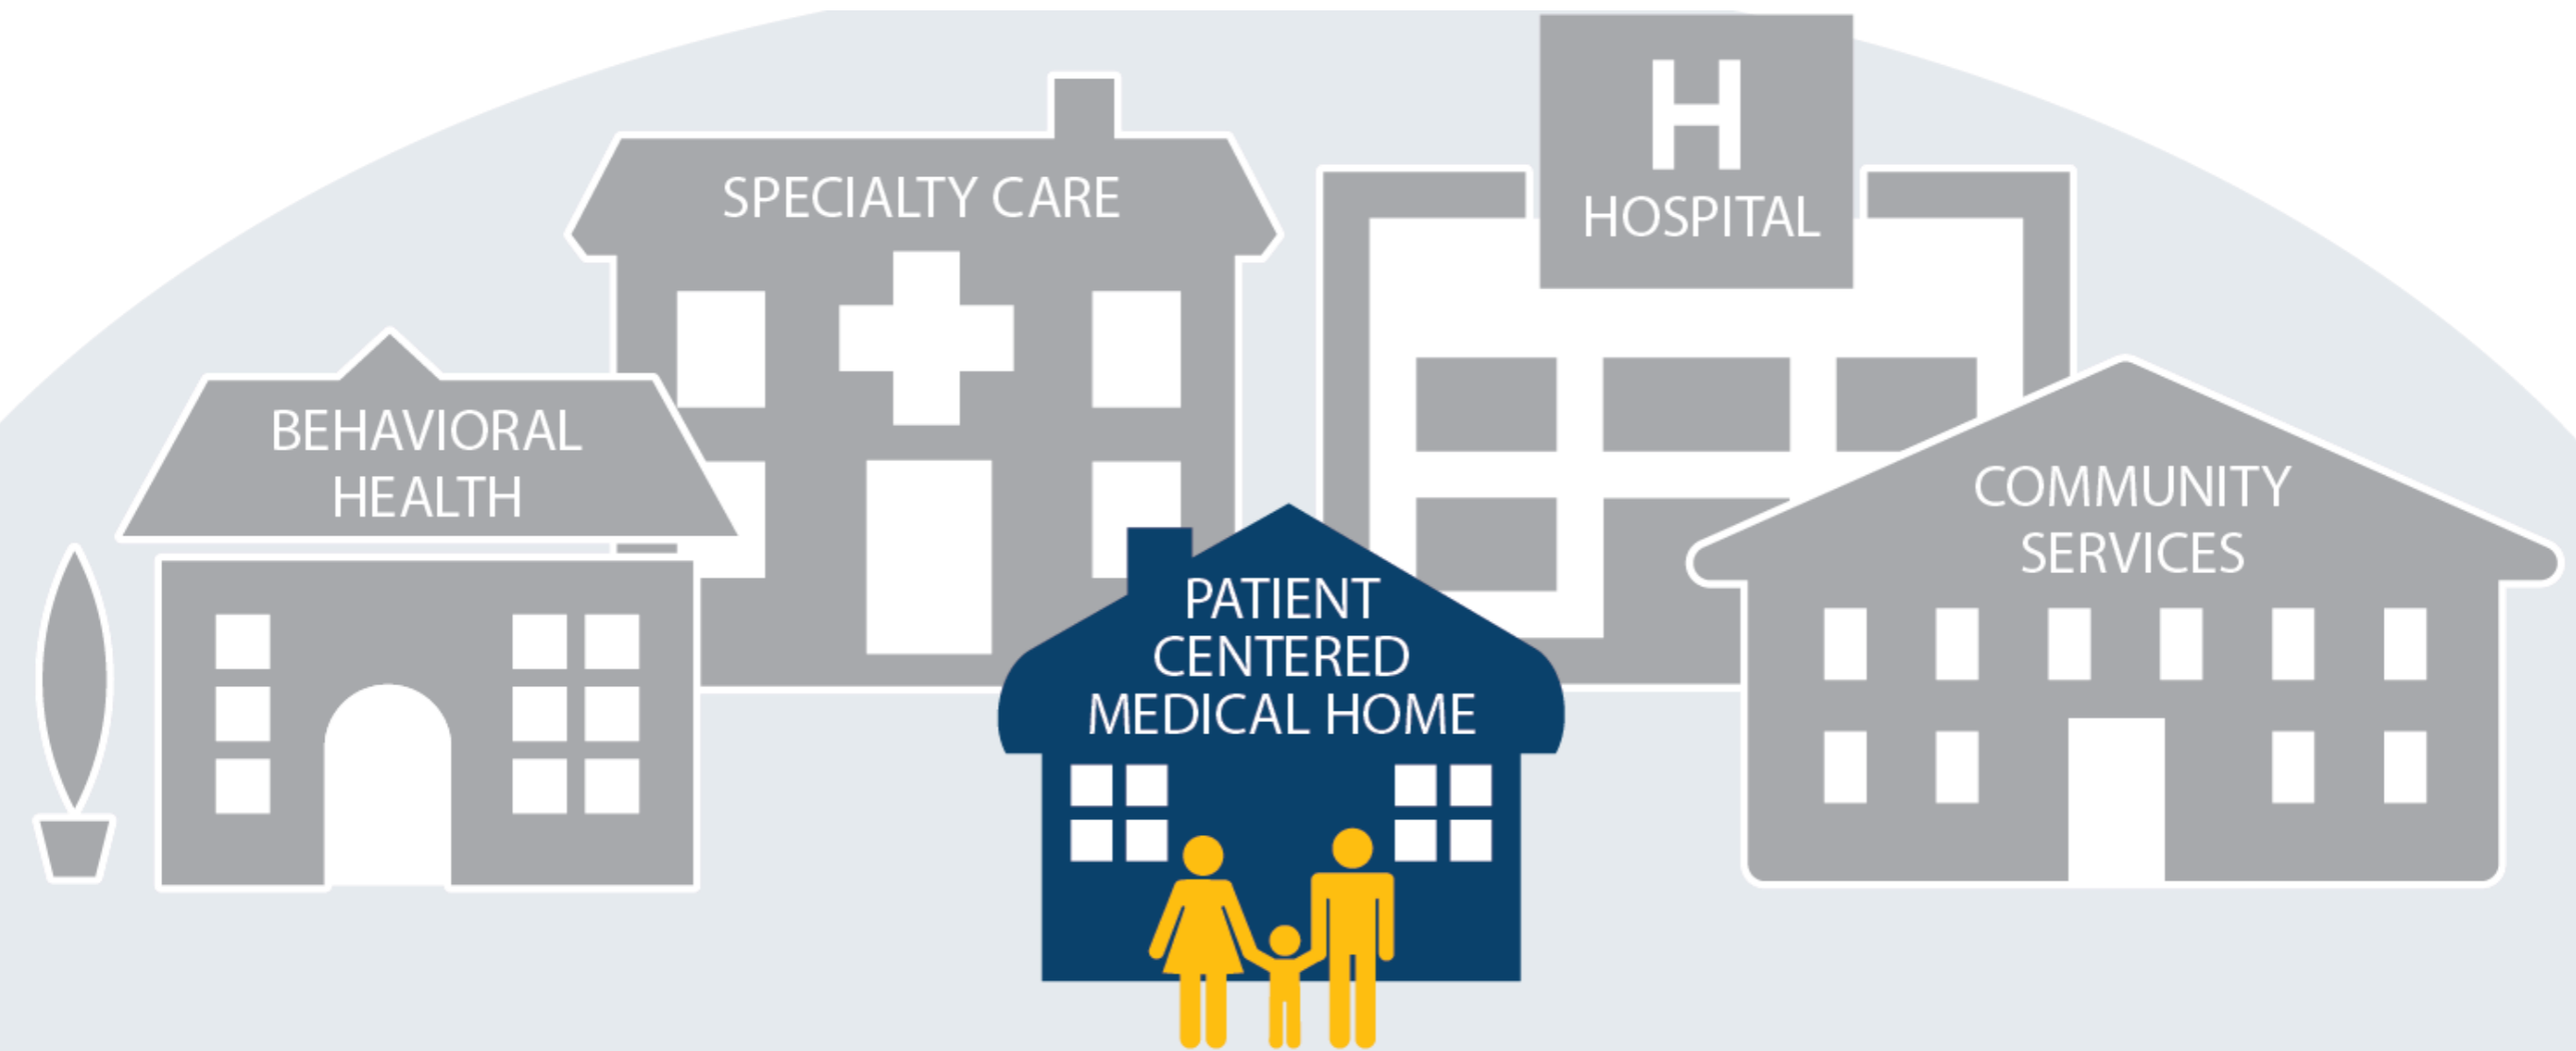 SPECIALTY CARE
H
HOSPITAL
BEHAVIORAL
HEALTH
COMMUNITY
SERVICES
PATIENT
CENTERED
MEDICAL HOME